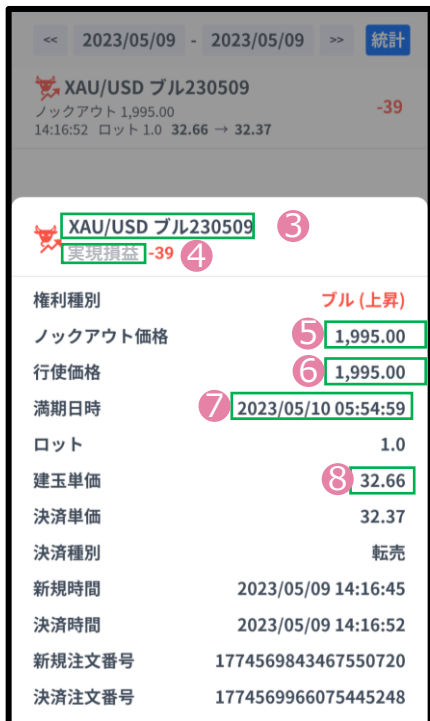 << 2023/05/09 - 2023/05/09 >> 統計
XAU/USD ブル230509
ノックアウト 1,995.00 -39
14:16:52 ロット 1.0 32.66 → 32.37
XAU/USD ブル230509 3
実現損益 -39 4
権利種別 ブル (上昇)
ノックアウト価格 5 1,995.00
行使価格 6 1,995.00
満期日時 7 2023/05/10 05:54:59
ロット 1.0
建玉単価 8 32.66
決済単価 32.37
決済種別 転売
新規時間 2023/05/09 14:16:45
決済時間 2023/05/09 14:16:52
新規注文番号 1774569843467550720
決済注文番号 1774569966075445248